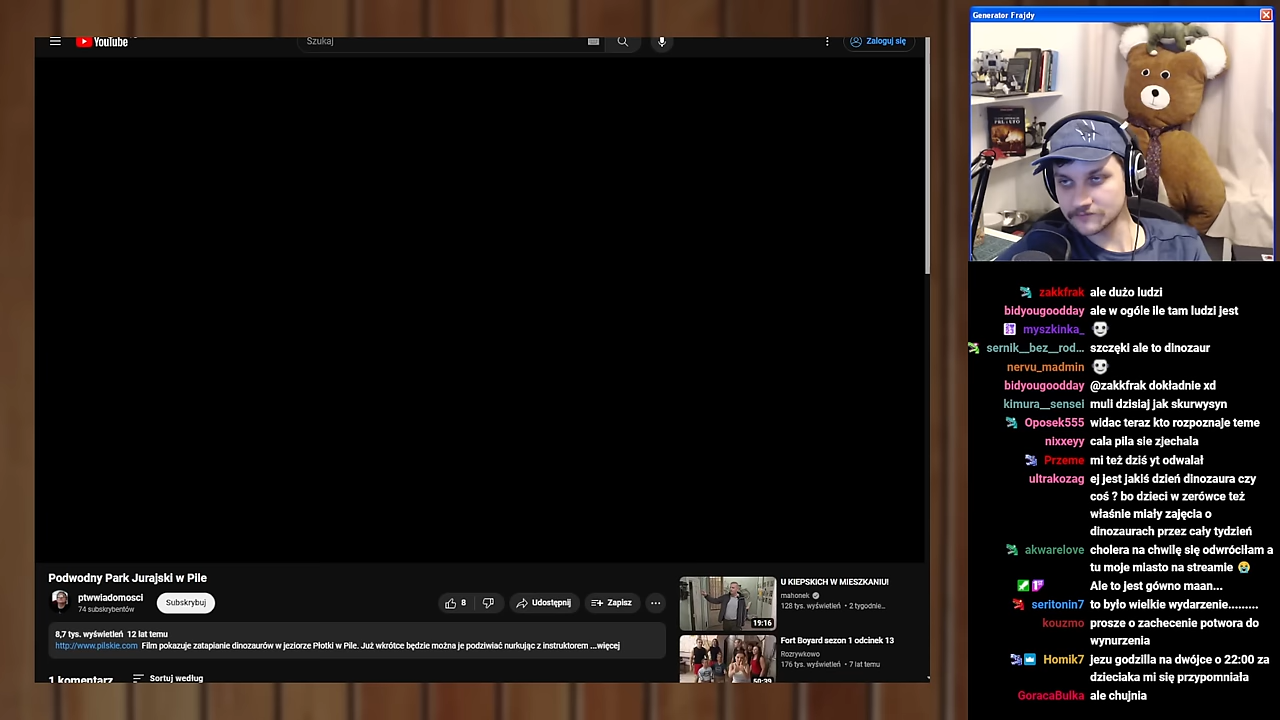 YouTube
Szukaj
Zaloguj się
Podwodny Park Jurajski w Pile
ptwwiadomosci
74 subskrybentów
Subskrybuj
8
Udostępnij
Zapisz
8,7 tys. wyświetleń 12 lat temu
http://www.pilskie.com Film pokazuje zatapianie dinozaurów w jeziorze Płotki w Pile. Już wkrótce będzie można je podziwiać nurkując z instruktorem ...więcej
1 komentarz
Sortuj według
U KIEPSKICH W MIESZKANIU!
mahonek
128 tys. wyświetleń • 2 tygodnie...
19:16
Fort Boyard sezon 1 odcinek 13
Rozrywkowo
176 tys. wyświetleń • 7 lat temu
50:39
Generator Frajdy
zakkfrak ale dużo ludzi
bidyougoodday ale w ogóle ile tam ludzi jest
myszkinka_
sernik__bez__rod... szczęki ale to dinozaur
nervu_madmin
bidyougoodday @zakkfrak dokładnie xd
kimura__sensei muli dzisiaj jak skurwysyn
Oposek555 widac teraz kto rozpoznaje teme
nixxeyy cala pila sie zjechala
Przeme mi też dziś yt odwalał
ultrakozag ej jest jakiś dzień dinozaura czy
coś ? bo dzieci w zerówce też
właśnie miały zajęcia o
dinozaurach przez cały tydzień
akwarelove cholera na chwilę się odwróciłam a
tu moje miasto na streamie
Ale to jest gówno maan...
seritonin7 to było wielkie wydarzenie.........
kouzmo prosze o zachecenie potwora do
wynurzenia
Homik7 jezu godzilla na dwójce o 22:00 za
dzieciaka mi się przypomniała
GoracaBulka ale chujnia